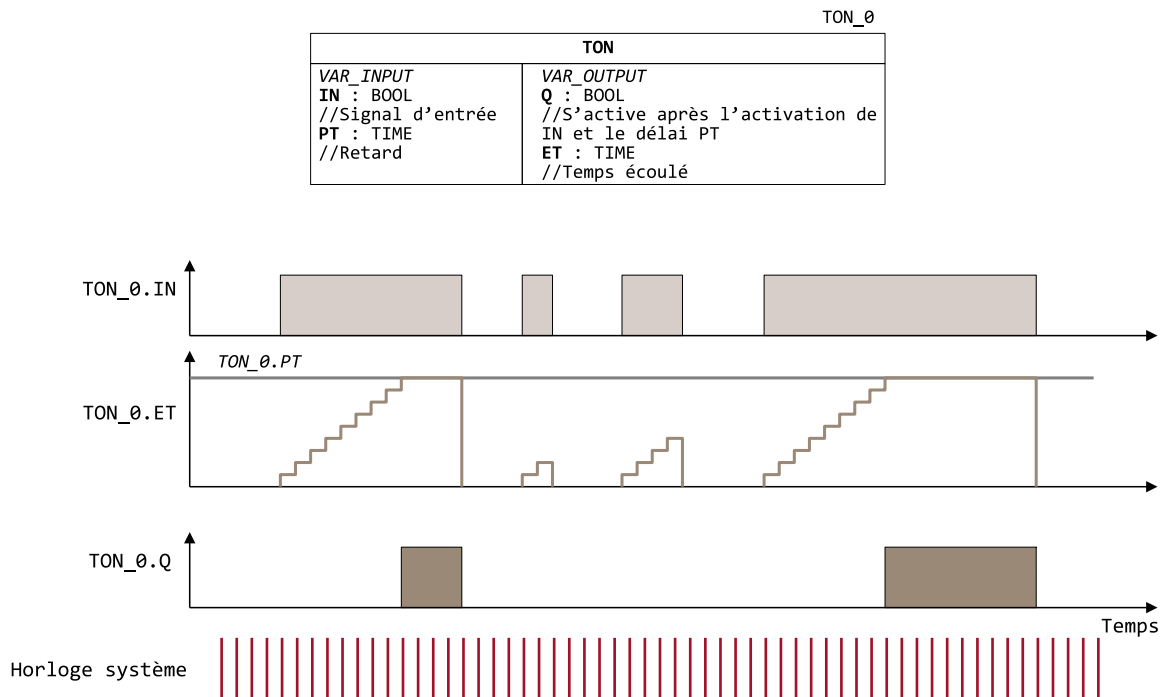 TON_0
TON
VAR_INPUT
IN : BOOL
//Signal d’entrée
PT : TIME
//Retard
VAR_OUTPUT
Q : BOOL
//S’active après l’activation de
IN et le délai PT
ET : TIME
//Temps écoulé
TON_0.IN
TON_0.PT
TON_0.ET
TON_0.Q
Temps
Horloge système